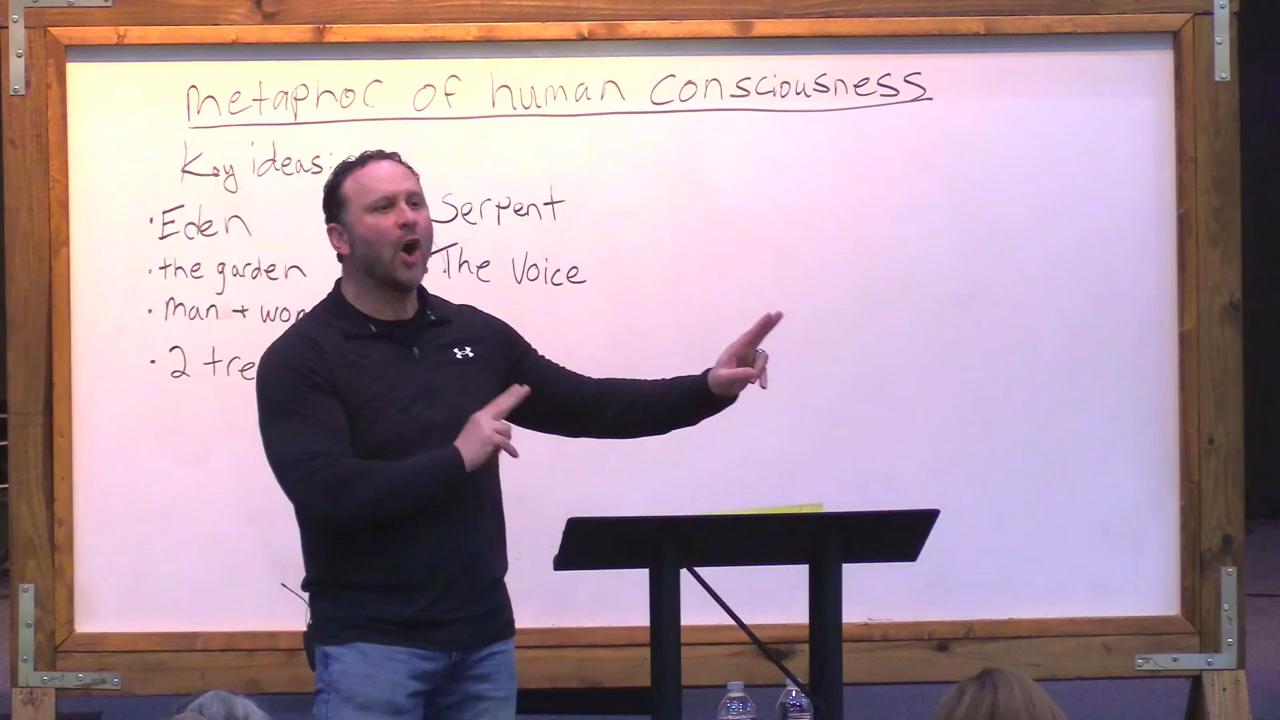 Metaphor of human consciousness
Key ideas:
• Eden
• the garden
• man +
• 2
Serpent
The Voice